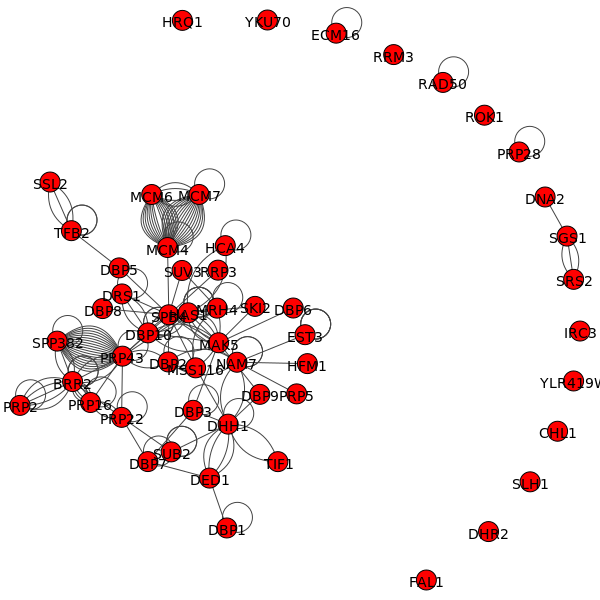 HRQ1
YKU70
ECM16
RRM3
RAD50
ROK1
PRP28
SSL2
MCM6
MCM7
DNA2
TFB2
SGS1
MCM4
HCA4
DBP5
SUV3
RRP3
SRS2
DRS1
DBP8
MRH4
SKI2
DBP6
HAS1
IRC3
DBP10
EST3
SPP382
MAK5
PRP43
DBP2
MSS116
NAM7
HFM1
BRR2
YLR419W
PRP2
PRP16
DBP9
PRP5
PRP22
DBP3
DHH1
CHL1
SUB2
DBP7
TIF1
DED1
SLH1
DBP1
DHR2
FAL1